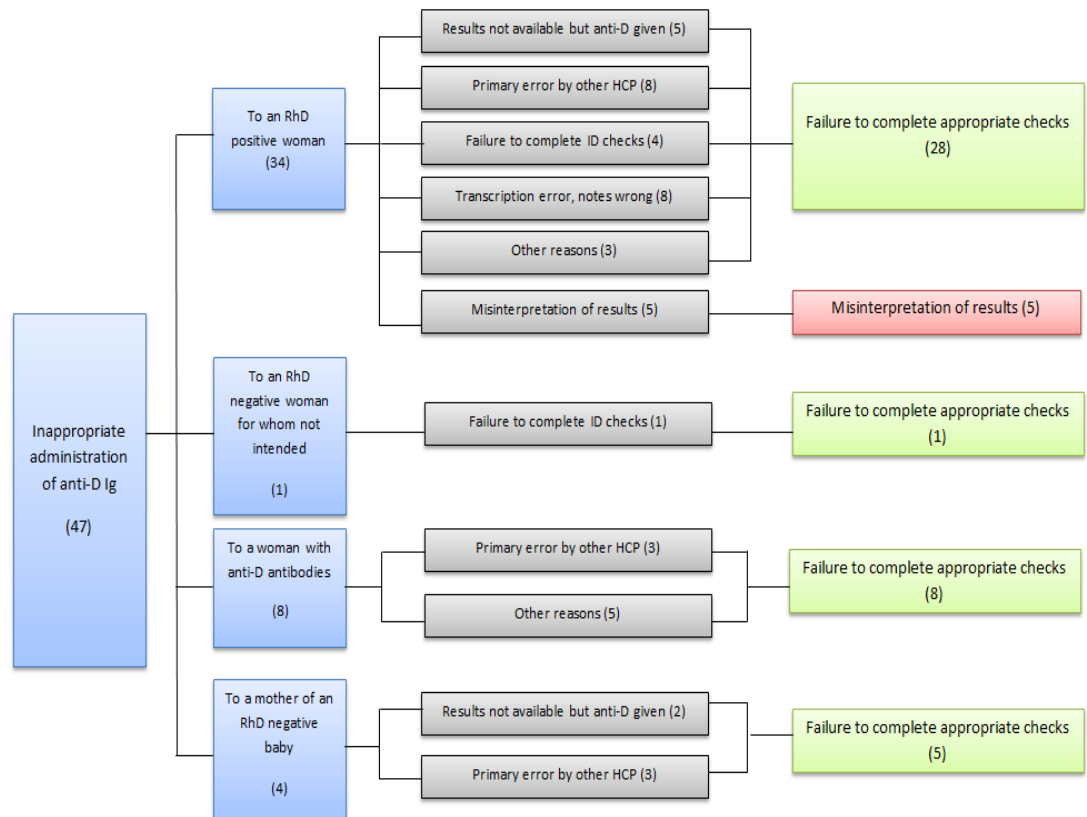 Inappropriate
administration
of anti-D Ig
(47)
To an RhD
positive woman
(34)
Results not available but anti-D given (5)
Primary error by other HCP (8)
Failure to complete ID checks (4)
Transcription error, notes wrong (8)
Other reasons (3)
Misinterpretation of results (5)
Failure to complete appropriate checks
(28)
Misinterpretation of results (5)
To an RhD
negative woman
for whom not
intended
(1)
Failure to complete ID checks (1)
Failure to complete appropriate checks
(1)
To a woman with
anti-D antibodies
(8)
Primary error by other HCP (3)
Other reasons (5)
Failure to complete appropriate checks
(8)
To a mother of an
RhD negative
baby
(4)
Results not available but anti-D given (2)
Primary error by other HCP (3)
Failure to complete appropriate checks
(5)